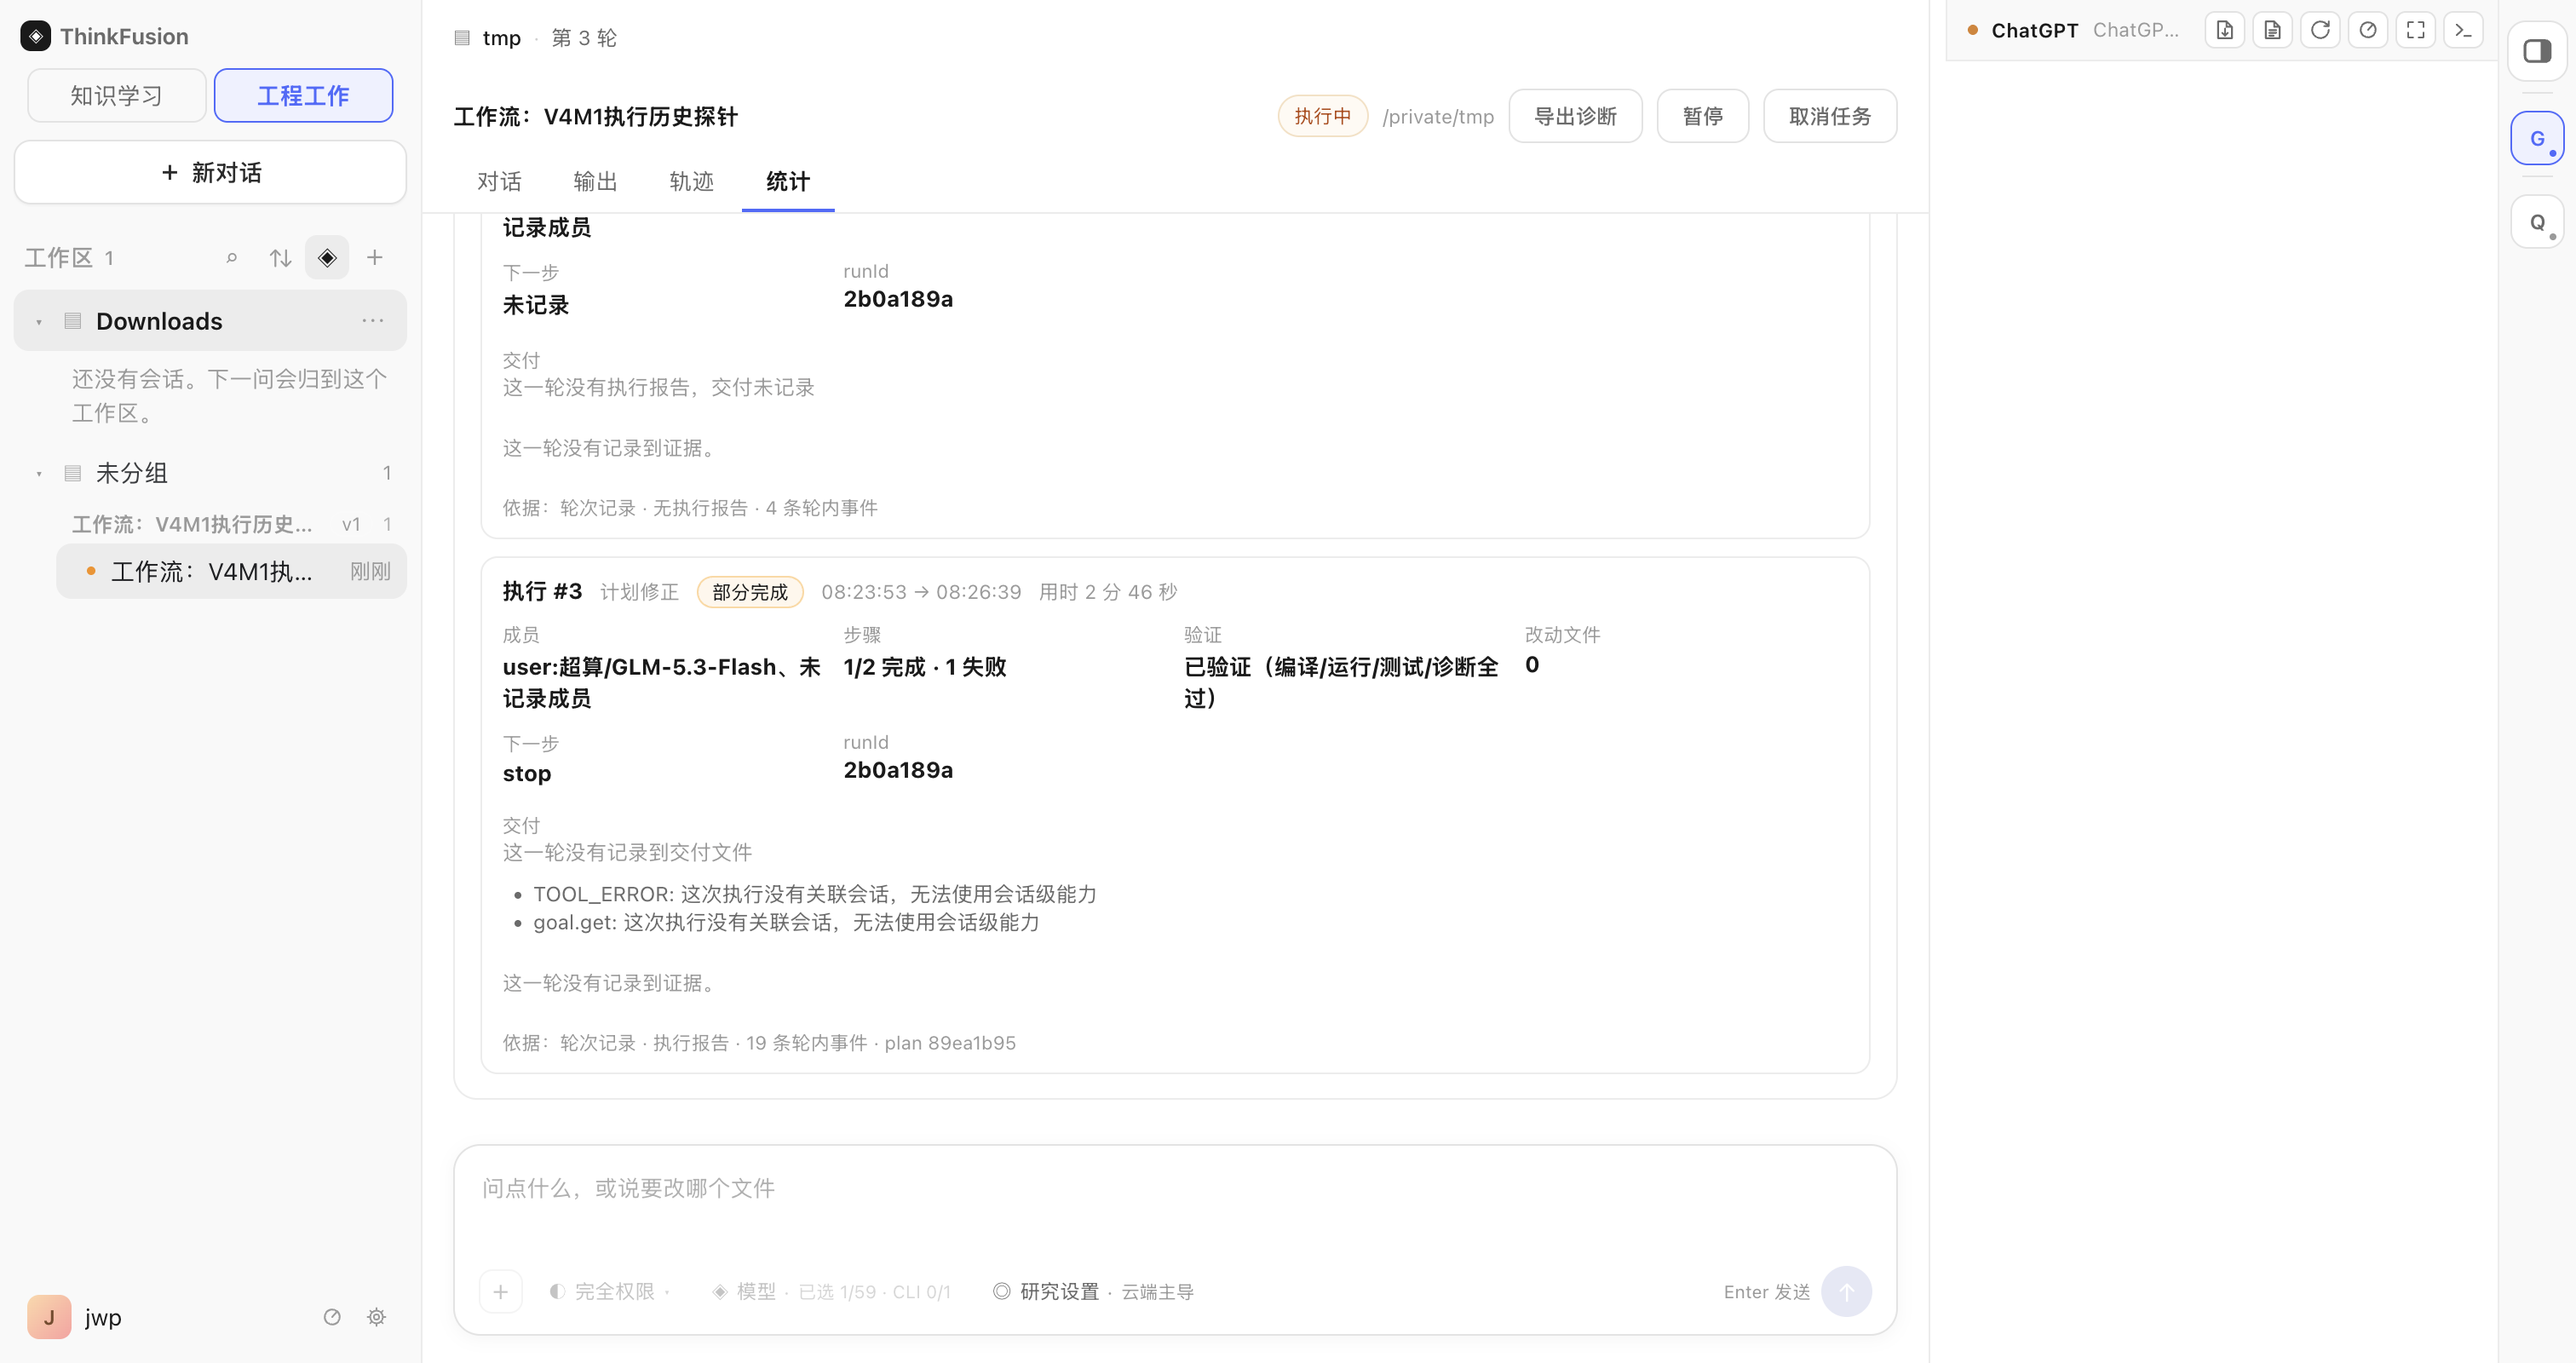 ThinkFusion
知识学习
工程工作
+ 新对话
工作区 1
Downloads
还没有会话。下一问会归到这个
工作区。
未分组 1
工作流：V4M1执行历史... v1 1
工作流：V4M1执... 刚刚
J jwp
tmp · 第 3 轮
工作流：V4M1执行历史探针
执行中 /private/tmp 导出诊断 暂停 取消任务
对话 输出 轨迹 统计
记录成员
下一步 runId
未记录 2b0a189a
交付
这一轮没有执行报告，交付未记录
这一轮没有记录到证据。
依据：轮次记录 · 无执行报告 · 4 条轮内事件
执行 #3 计划修正 部分完成 08:23:53 → 08:26:39 用时 2 分 46 秒
成员 步骤 验证 改动文件
user:超算/GLM-5.3-Flash、未 1/2 完成 · 1 失败 已验证（编译/运行/测试/诊断全 0
记录成员 过）
下一步 runId
stop 2b0a189a
交付
这一轮没有记录到交付文件
• TOOL_ERROR: 这次执行没有关联会话，无法使用会话级能力
• goal.get: 这次执行没有关联会话，无法使用会话级能力
这一轮没有记录到证据。
依据：轮次记录 · 执行报告 · 19 条轮内事件 · plan 89ea1b95
问点什么，或说要改哪个文件
+ 完全权限 · 模型 · 已选 1/59 · CLI 0/1 研究设置 · 云端主导 Enter 发送
ChatGPT ChatGP...
G
Q